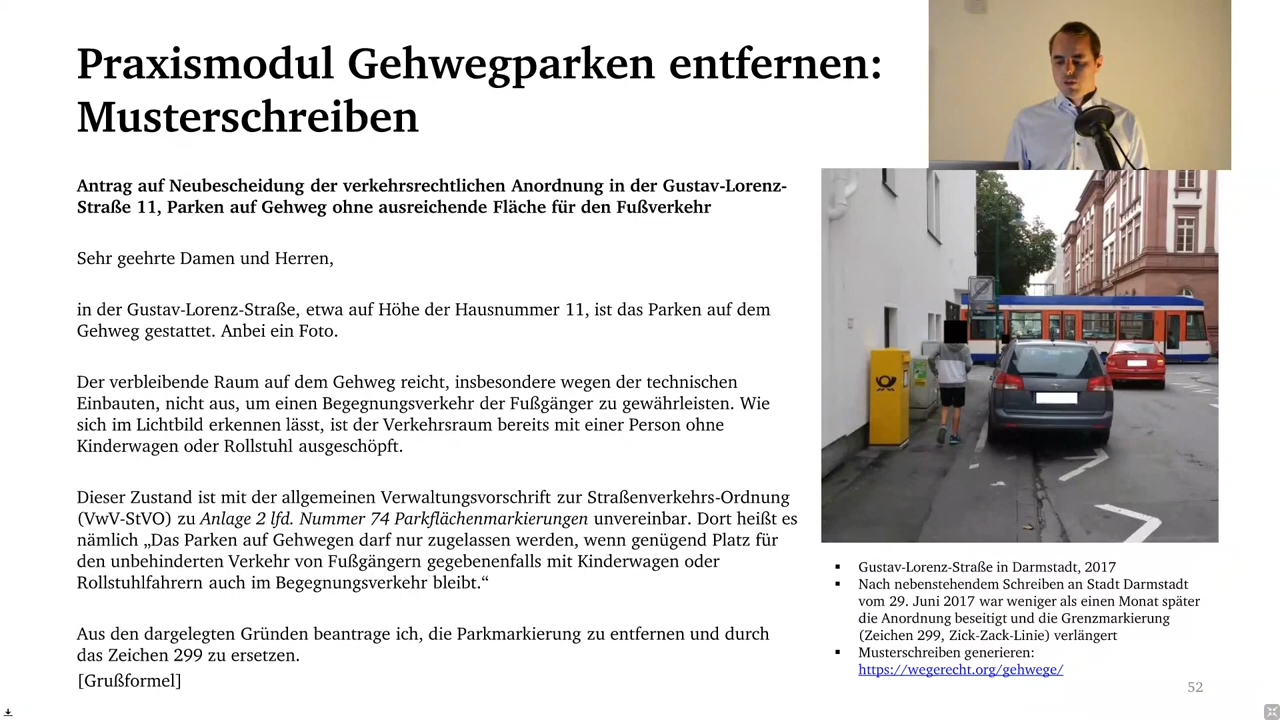 Praxismodul Gehwegparken entfernen:
Musterschreiben
Antrag auf Neubescheidung der verkehrsrechtlichen Anordnung in der Gustav-Lorenz-
Straße 11, Parken auf Gehweg ohne ausreichende Fläche für den Fußverkehr
Sehr geehrte Damen und Herren,
in der Gustav-Lorenz-Straße, etwa auf Höhe der Hausnummer 11, ist das Parken auf dem
Gehweg gestattet. Anbei ein Foto.
Der verbleibende Raum auf dem Gehweg reicht, insbesondere wegen der technischen
Einbauten, nicht aus, um einen Begegnungsverkehr der Fußgänger zu gewährleisten. Wie
sich im Lichtbild erkennen lässt, ist der Verkehrsraum bereits mit einer Person ohne
Kinderwagen oder Rollstuhl ausgeschöpft.
Dieser Zustand ist mit der allgemeinen Verwaltungsvorschrift zur Straßenverkehrs-Ordnung
(VwV-StVO) zu Anlage 2 lfd. Nummer 74 Parkflächenmarkierungen unvereinbar. Dort heißt es
nämlich „Das Parken auf Gehwegen darf nur zugelassen werden, wenn genügend Platz für
den unbehinderten Verkehr von Fußgängern gegebenenfalls mit Kinderwagen oder
Rollstuhlfahrern auch im Begegnungsverkehr bleibt.“
Aus den dargelegten Gründen beantrage ich, die Parkmarkierung zu entfernen und durch
das Zeichen 299 zu ersetzen.
[Grußformel]
▪ Gustav-Lorenz-Straße in Darmstadt, 2017
▪ Nach nebenstehendem Schreiben an Stadt Darmstadt
vom 29. Juni 2017 war weniger als einen Monat später
die Anordnung beseitigt und die Grenzmarkierung
(Zeichen 299, Zick-Zack-Linie) verlängert
▪ Musterschreiben generieren:
https://wegerecht.org/gehwege/
52